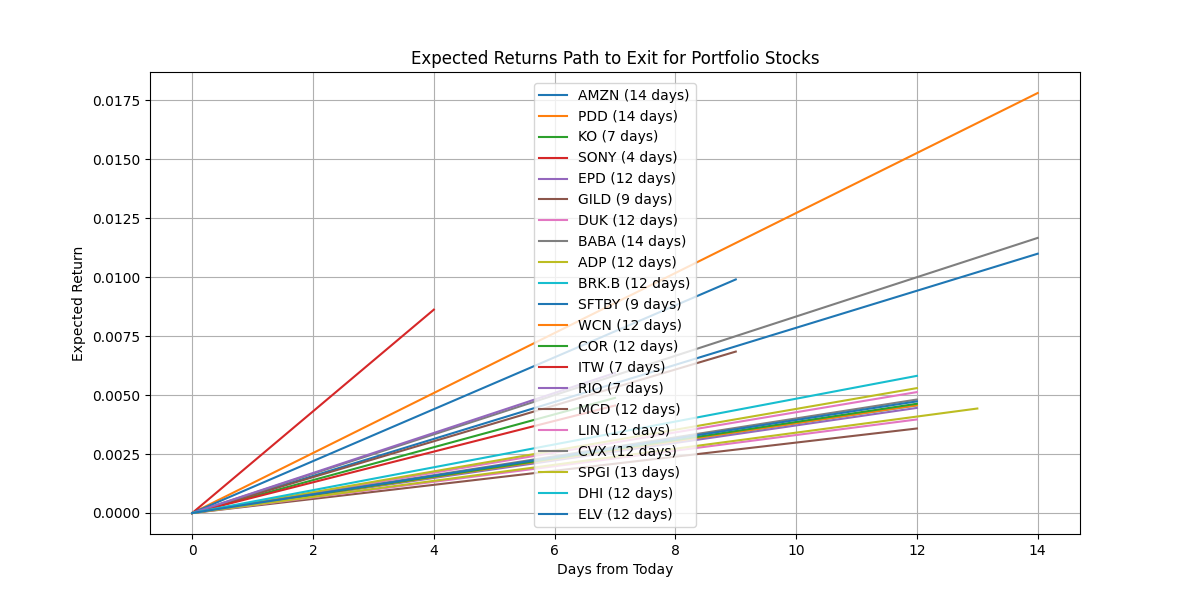 Expected Returns Path to Exit for Portfolio Stocks
Expected Return
0.0175
0.0150
0.0125
0.0100
0.0075
0.0050
0.0025
0.0000
AMZN (14 days)
PDD (14 days)
KO (7 days)
SONY (4 days)
EPD (12 days)
GILD (9 days)
DUK (12 days)
BABA (14 days)
ADP (12 days)
BRK.B (12 days)
SFTBY (9 days)
WCN (12 days)
COR (12 days)
ITW (7 days)
RIO (7 days)
MCD (12 days)
LIN (12 days)
CVX (12 days)
SPGI (13 days)
DHI (12 days)
ELV (12 days)
0 2 4 6 8 10 12 14
Days from Today